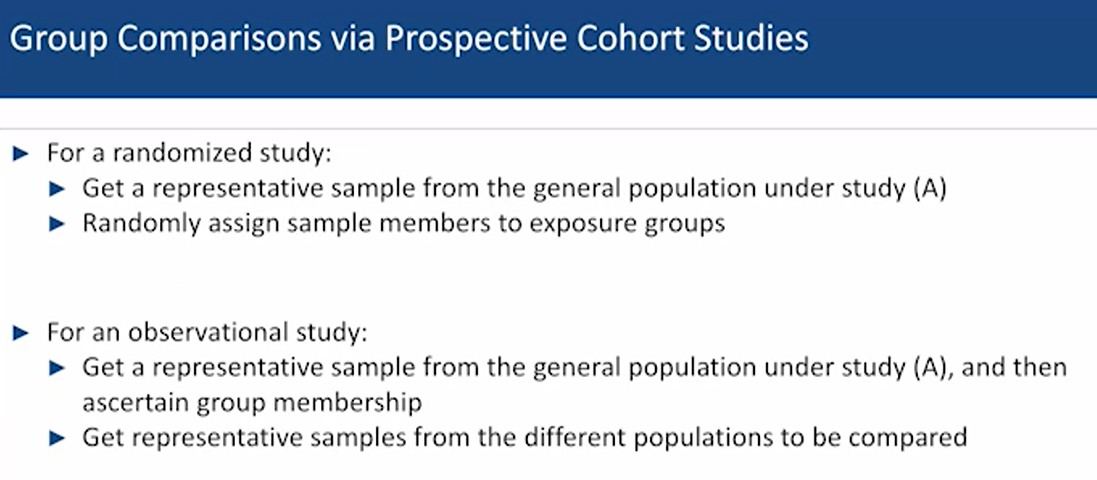 Group Comparisons via Prospective Cohort Studies
► For a randomized study:
► Get a representative sample from the general population under study (A)
► Randomly assign sample members to exposure groups
► For an observational study:
► Get a representative sample from the general population under study (A), and then
ascertain group membership
► Get representative samples from the different populations to be compared